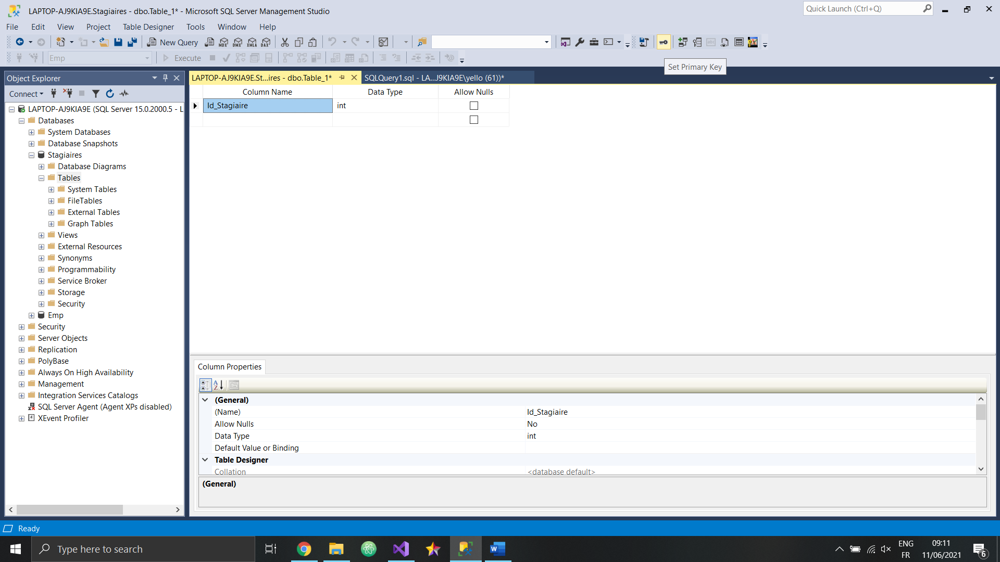 LAPTOP-AJ9KIA9E.Stagiaires - dbo.Table_1* - Microsoft SQL Server Management Studio
Quick Launch (Ctrl+Q)
File Edit View Project Table Designer Tools Window Help
New Query MDX DMX XMLA DAX
Emp Execute
Set Primary Key
Object Explorer
LAPTOP-AJ9KIA9E.St...ires - dbo.Table_1* SQLQuery1.sql - LA...J9KIA9E\yello (61))*
Connect
Column Name Data Type Allow Nulls
Id_Stagiaire int
LAPTOP-AJ9KIA9E (SQL Server 15.0.2000.5 - L
Databases
System Databases
Database Snapshots
Stagiaires
Database Diagrams
Tables
System Tables
FileTables
External Tables
Graph Tables
Views
External Resources
Synonyms
Programmability
Service Broker
Storage
Security
Emp
Security
Server Objects
Replication
PolyBase
Always On High Availability
Management
Integration Services Catalogs
SQL Server Agent (Agent XPs disabled)
XEvent Profiler
Column Properties
(General)
(Name) Id_Stagiaire
Allow Nulls No
Data Type int
Default Value or Binding
Table Designer
Collation <database default>
(General)
Ready
Type here to search
ENG
FR
09:11
11/06/2021
6